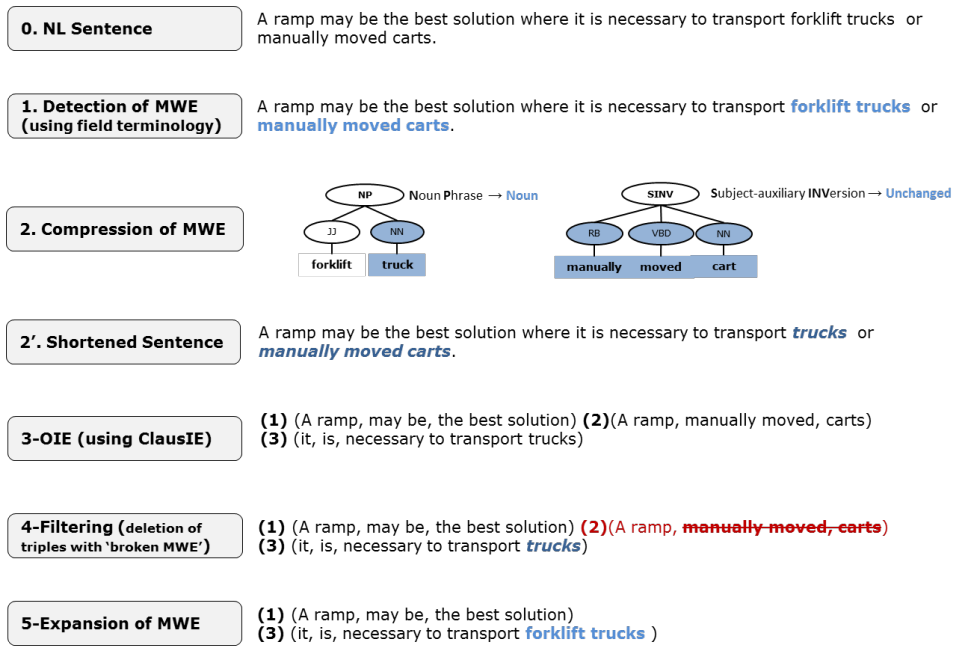 0. NL Sentence
A ramp may be the best solution where it is necessary to transport forklift trucks or
manually moved carts.
1. Detection of MWE
(using field terminology)
A ramp may be the best solution where it is necessary to transport forklift trucks or
manually moved carts.
2. Compression of MWE
NP
Noun Phrase → Noun
JJ NN
forklift truck
SINV
Subject-auxiliary INVersion → Unchanged
RB VBD NN
manually moved cart
2’. Shortened Sentence
A ramp may be the best solution where it is necessary to transport trucks or
manually moved carts.
3-OIE (using ClausIE)
(1) (A ramp, may be, the best solution) (2)(A ramp, manually moved, carts)
(3) (it, is, necessary to transport trucks)
4-Filtering (deletion of
triples with ‘broken MWE’)
(1) (A ramp, may be, the best solution) (2)(A ramp, manually moved, carts)
(3) (it, is, necessary to transport trucks)
5-Expansion of MWE
(1) (A ramp, may be, the best solution)
(3) (it, is, necessary to transport forklift trucks )